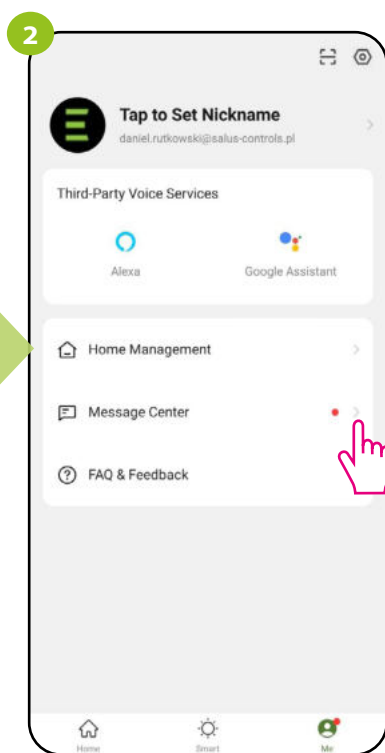 2
Tap to Set Nickname
daniel.rutkowski@salus-controls.pl
Third-Party Voice Services
Alexa
Google Assistant
Home Management
Message Center
FAQ & Feedback
Home
Smart
Me